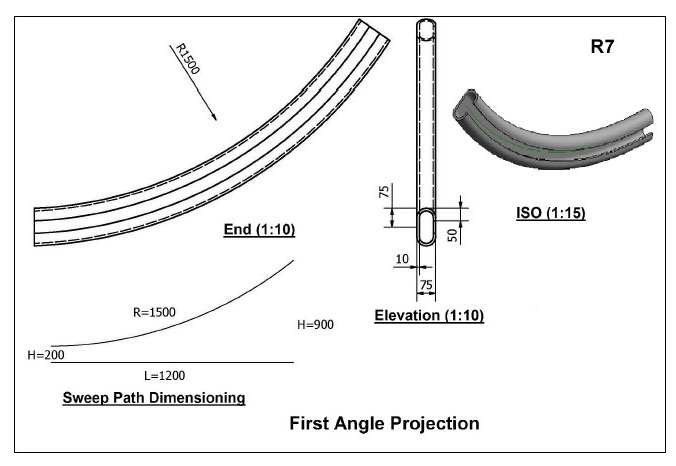 R1500
R7
End (1:10)
75
50
10
75
ISO (1:15)
Elevation (1:10)
R=1500
H=900
H=200
L=1200
Sweep Path Dimensioning
First Angle Projection